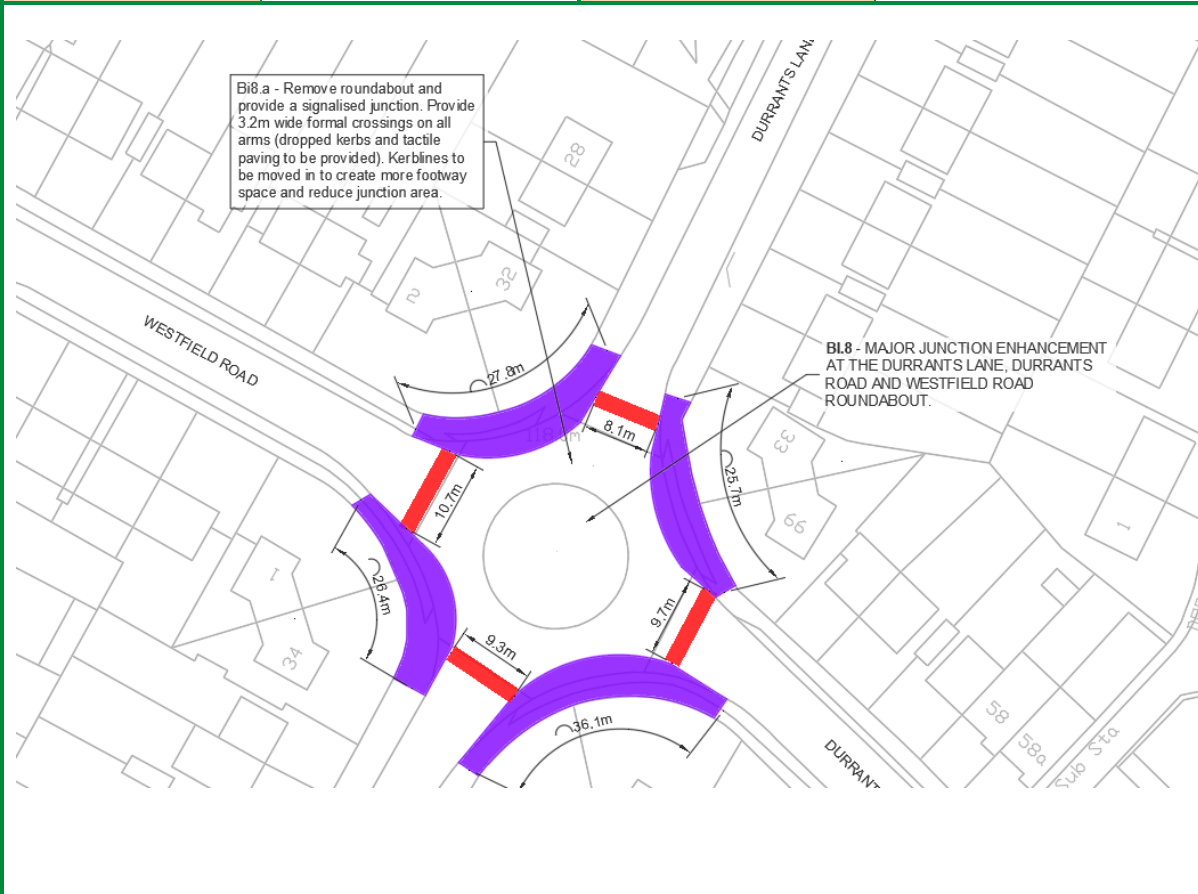 DURRANTS LANE
Bi8.a - Remove roundabout and
provide a signalised junction. Provide
3.2m wide formal crossings on all
arms (dropped kerbs and tactile
paving to be provided). Kerblines to
be moved in to create more footway
space and reduce junction area.
28
32
2
WESTFIELD ROAD
BI.8 - MAJOR JUNCTION ENHANCEMENT
AT THE DURRANTS LANE, DURRANTS
ROAD AND WESTFIELD ROAD
ROUNDABOUT.
27.8m
8.1m
33
25.7m
10.7m
66
1
1
26.4m
9.7m
9.3m
34
36.1m
58
58a
Sub Sta
DURRANT